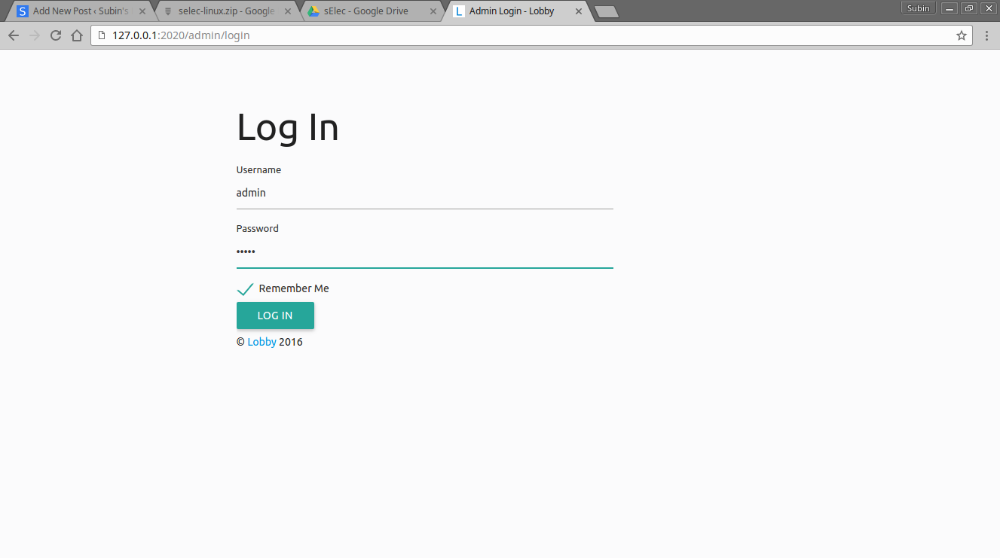 Add New Post ‹ Subin's
selec-linux.zip - Google
sElec - Google Drive
L Admin Login - Lobby
Subin
127.0.0.1:2020/admin/login
Log In
Username
admin
Password
•••••
Remember Me
LOG IN
© Lobby 2016